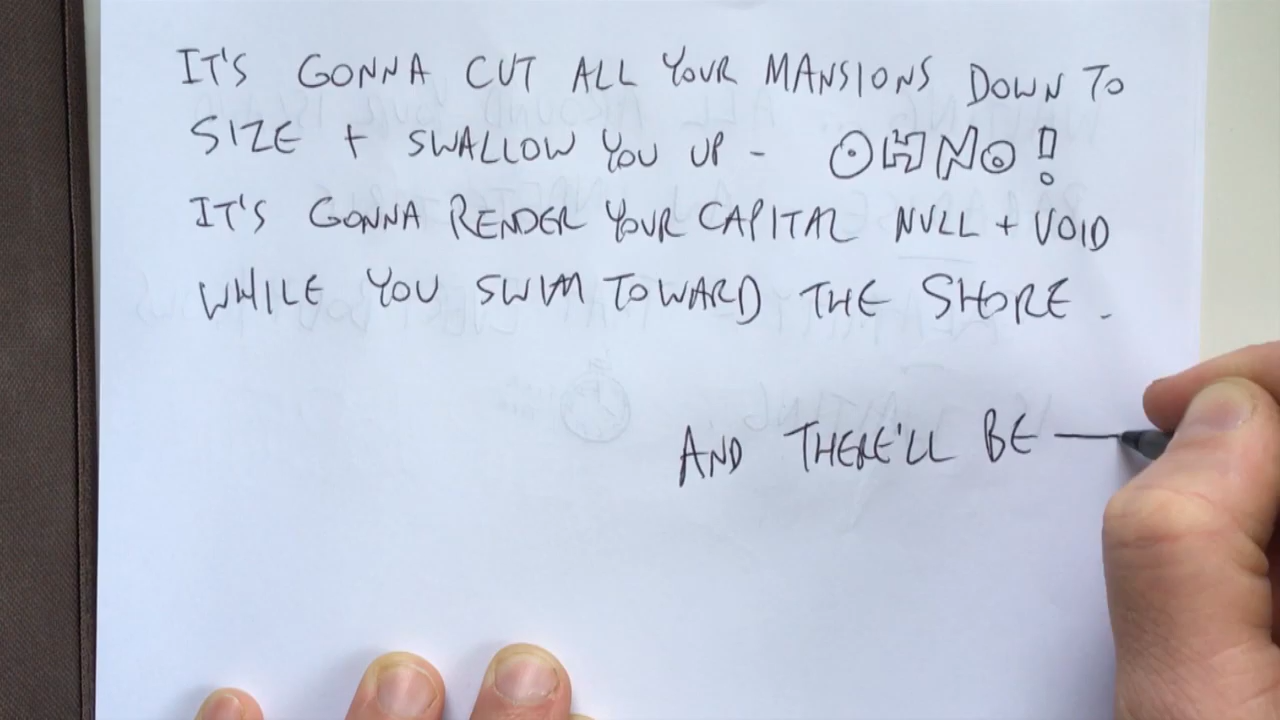 IT'S GONNA CUT ALL YOUR MANSIONS DOWN TO
SIZE + SWALLOW YOU UP - OH NO!
IT'S GONNA RENDER YOUR CAPITAL NULL + VOID
WHILE YOU SWIM TOWARD THE SHORE.
AND THERE'LL BE —